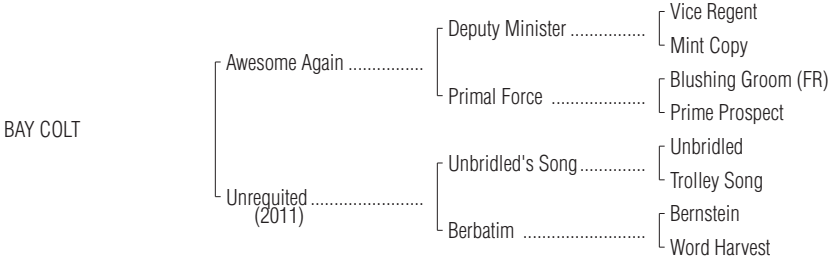 Vice Regent
Deputy Minister ................
Mint Copy
Awesome Again ................
Blushing Groom (FR)
Primal Force ....................
Prime Prospect
BAY COLT
Unbridled
Unbridled's Song..............
Trolley Song
Unrequited ........................
(2011)
Bernstein
Berbatim ..........................
Word Harvest